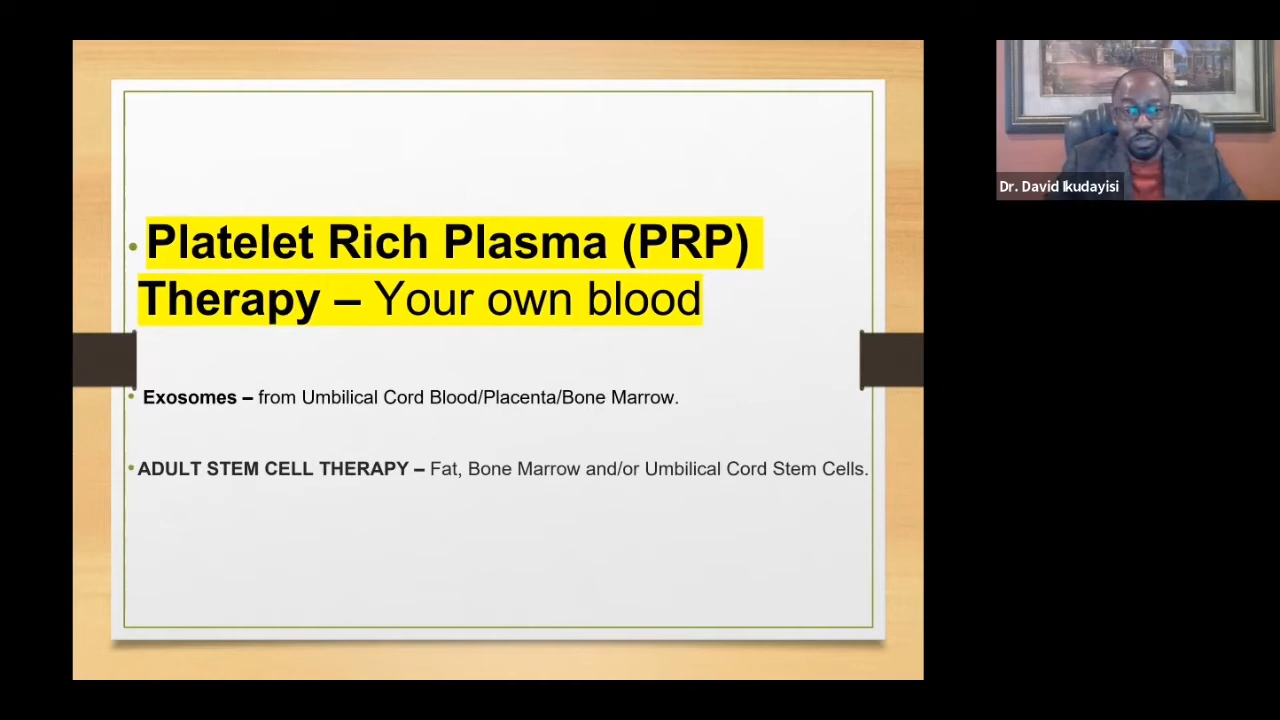 • Platelet Rich Plasma (PRP)
Therapy – Your own blood
• Exosomes – from Umbilical Cord Blood/Placenta/Bone Marrow.
• ADULT STEM CELL THERAPY – Fat, Bone Marrow and/or Umbilical Cord Stem Cells.
Dr. David Ikudayisi